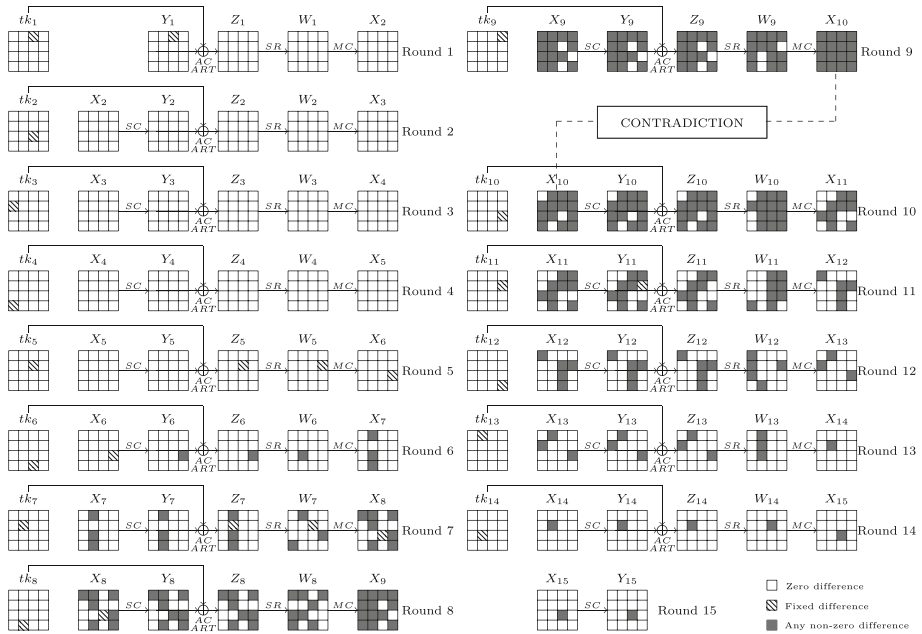 tk1 Y1 Z1 W1 X2
SR MC
AC
ART
Round 1
tk2 X2 Y2 Z2 W2 X3
SC SR MC
AC
ART
Round 2
tk3 X3 Y3 Z3 W3 X4
SC SR MC
AC
ART
Round 3
tk4 X4 Y4 Z4 W4 X5
SC SR MC
AC
ART
Round 4
tk5 X5 Y5 Z5 W5 X6
SC SR MC
AC
ART
Round 5
tk6 X6 Y6 Z6 W6 X7
SC SR MC
AC
ART
Round 6
tk7 X7 Y7 Z7 W7 X8
SC SR MC
AC
ART
Round 7
tk8 X8 Y8 Z8 W8 X9
SC SR MC
AC
ART
Round 8
tk9 X9 Y9 Z9 W9 X10
SC SR MC
AC
ART
Round 9
CONTRADICTION
tk10 X10 Y10 Z10 W10 X11
SC SR MC
AC
ART
Round 10
tk11 X11 Y11 Z11 W11 X12
SC SR MC
AC
ART
Round 11
tk12 X12 Y12 Z12 W12 X13
SC SR MC
AC
ART
Round 12
tk13 X13 Y13 Z13 W13 X14
SC SR MC
AC
ART
Round 13
tk14 X14 Y14 Z14 W14 X15
SC SR MC
AC
ART
Round 14
X15 Y15
SC
Round 15
Zero difference
Fixed difference
Any non-zero difference